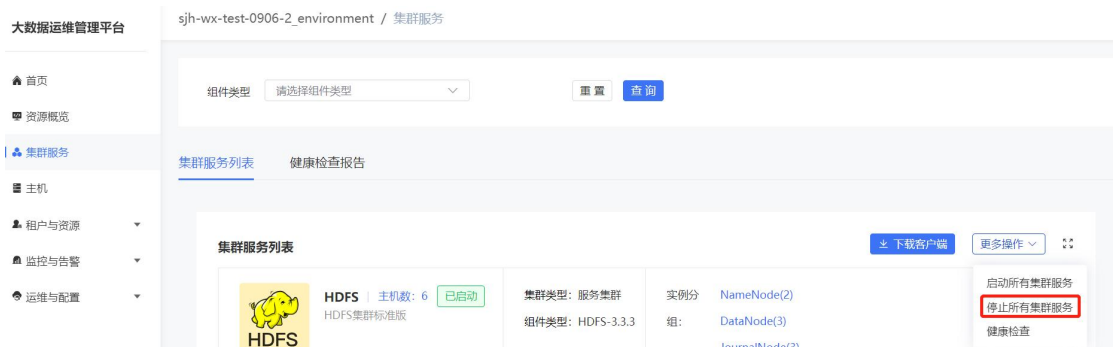 大数据运维管理平台
sjh-wx-test-0906-2_environment / 集群服务
首页
资源概览
集群服务
主机
租户与资源
监控与告警
运维与配置
组件类型 请选择组件类型 重置 查询
集群服务列表 健康检查报告
集群服务列表 下载客户端 更多操作
启动所有集群服务
停止所有集群服务
健康检查
HDFS
HDFS 主机数：6 已启动
HDFS集群标准版
集群类型：服务集群
组件类型：HDFS-3.3.3
实例分组：
NameNode(2)
DataNode(3)
JournalNode(3)